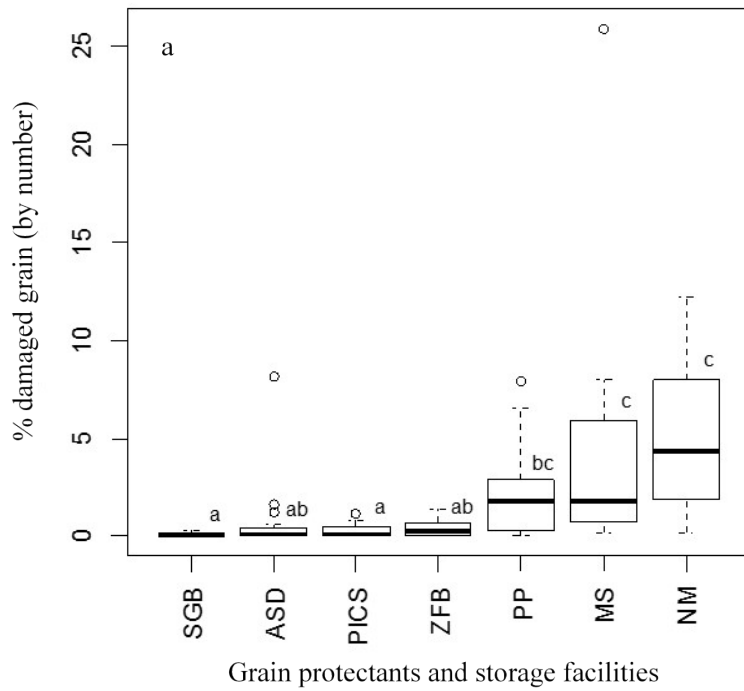 a
% damaged grain (by number)
25
20
15
10
5
0
a
ab
a
ab
bc
c
c
SGB
ASD
PICS
ZFB
PP
MS
NM
Grain protectants and storage facilities